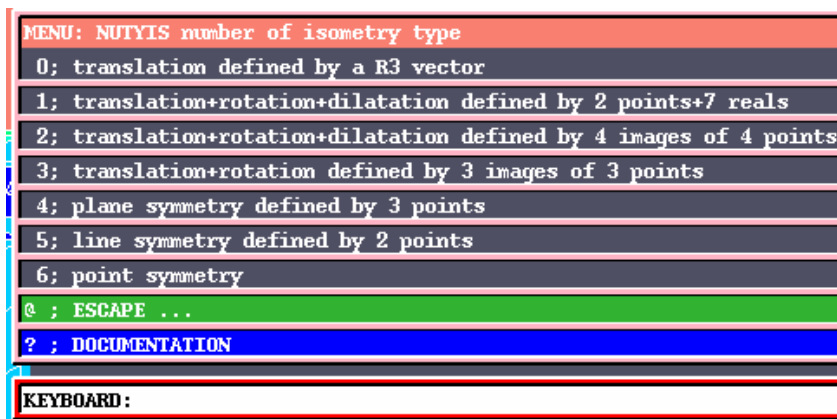 MENU: NUTYIS number of isometry type
0; translation defined by a R3 vector
1; translation+rotation+dilatation defined by 2 points+7 reals
2; translation+rotation+dilatation defined by 4 images of 4 points
3; translation+rotation defined by 3 images of 3 points
4; plane symmetry defined by 3 points
5; line symmetry defined by 2 points
6; point symmetry
@ ; ESCAPE ...
? ; DOCUMENTATION
KEYBOARD: